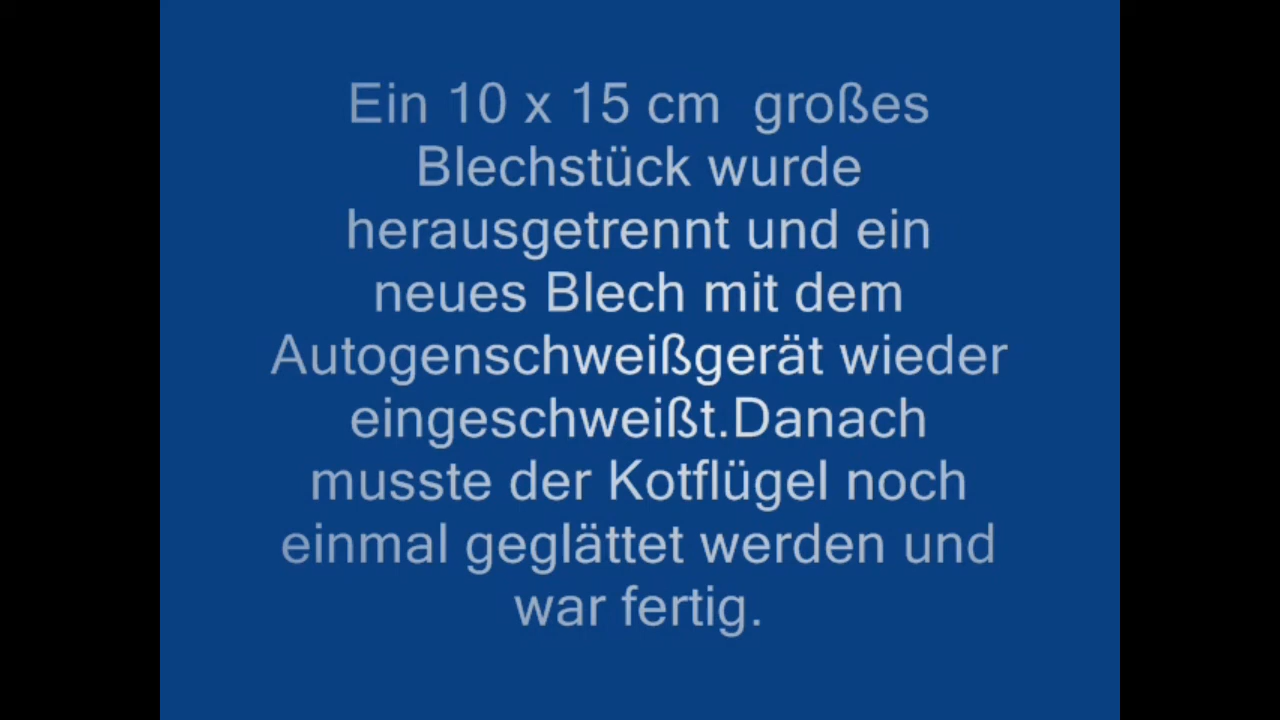 Ein 10 x 15 cm  großes
Blechstück wurde
herausgetrennt und ein
neues Blech mit dem
Autogenschweißgerät wieder
eingeschweißt.Danach
musste der Kotflügel noch
einmal geglättet werden und
war fertig.